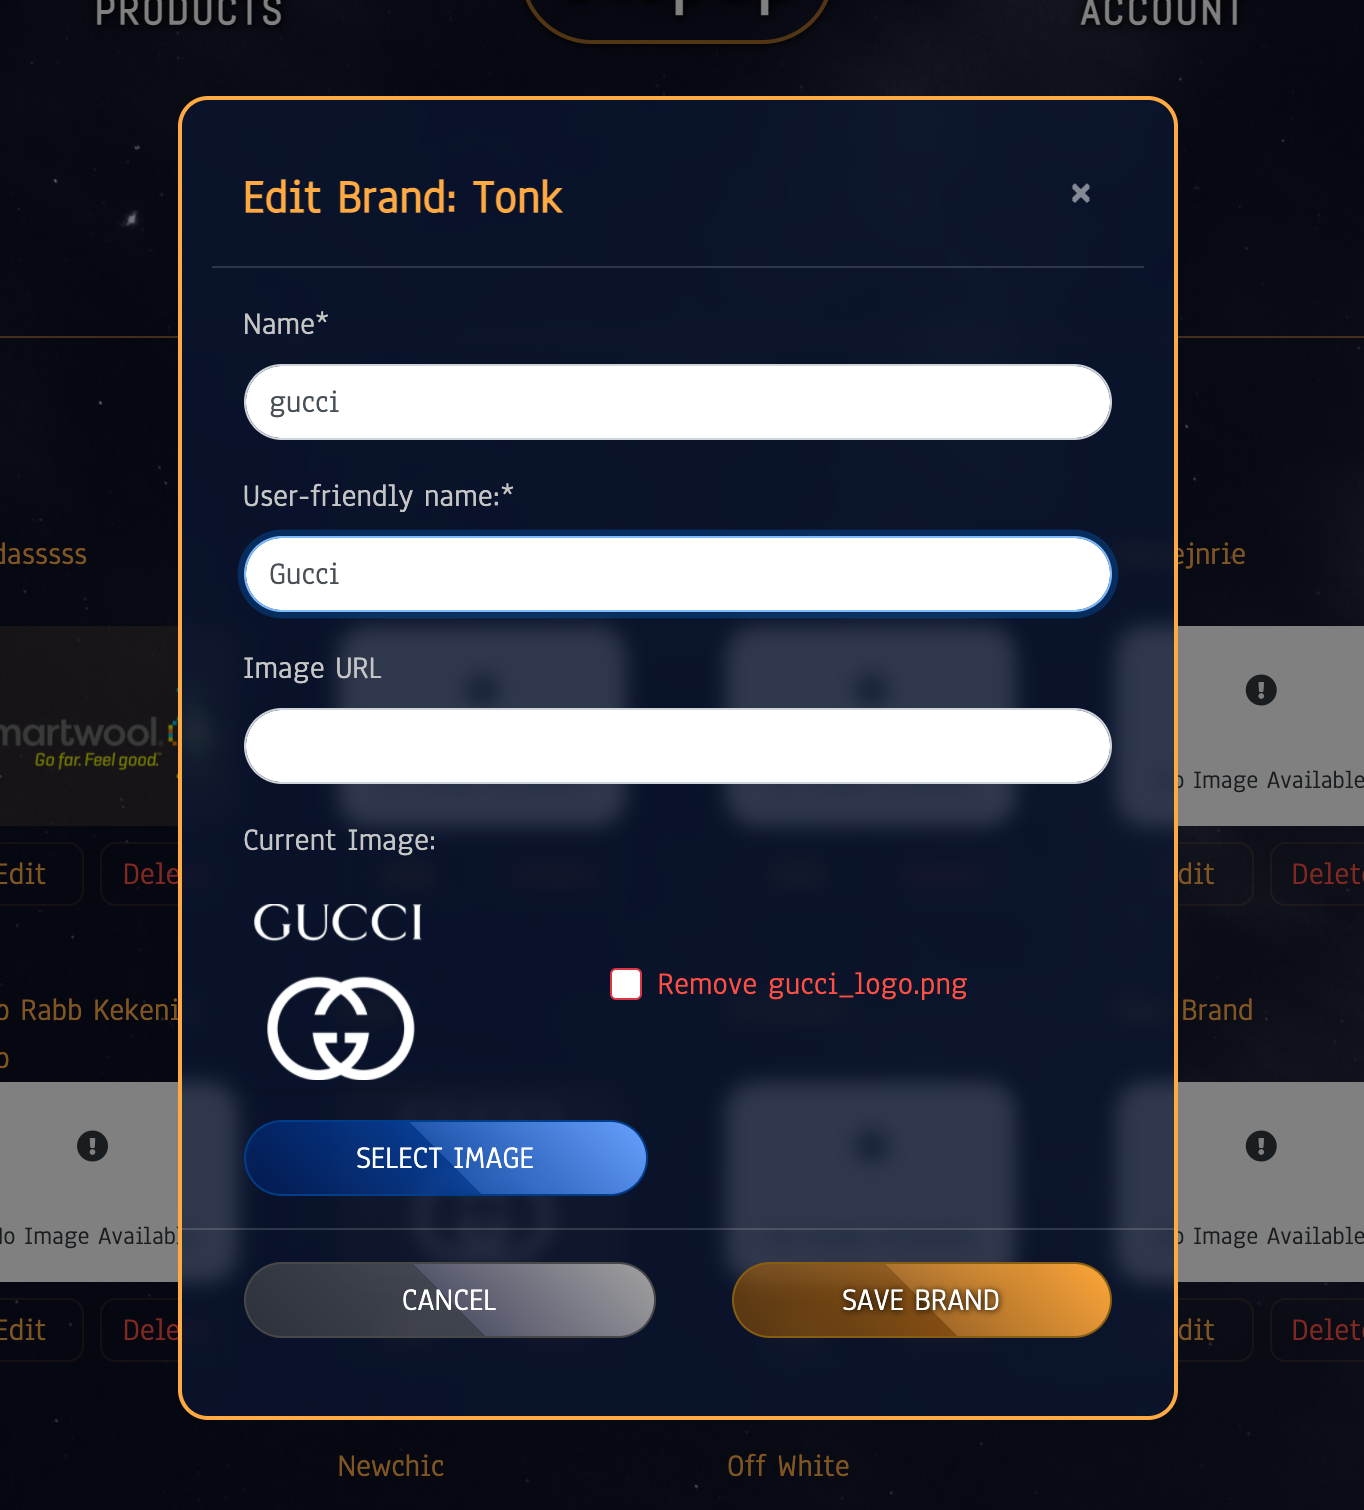 PRODUCTS
ACCOUNT
Edit Brand: Tonk
×
Name*
gucci
User-friendly name:*
Gucci
Image URL
Current Image:
GUCCI
Remove gucci_logo.png
SELECT IMAGE
CANCEL
SAVE BRAND
dasssss
ejnrie
martwool.
Go far. Feel good.
o Image Available
Edit
Dele
dit
Delet
o Rabb Kekeni
Brand
o Image Availabl
o Image Available
Edit
Dele
dit
Delet
Newchic
Off White